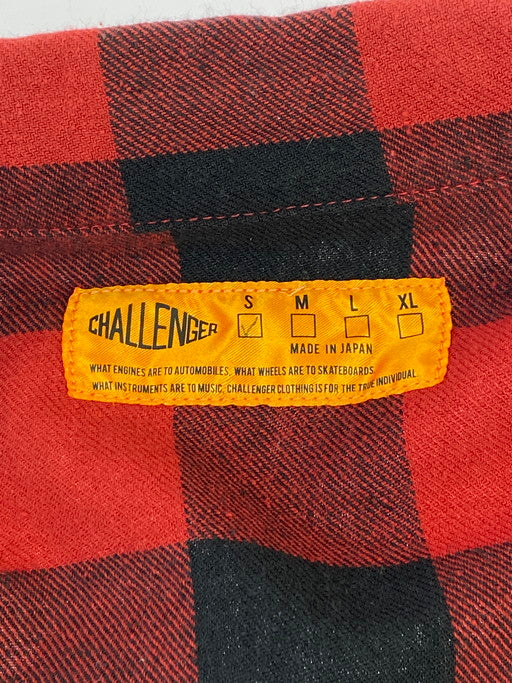 CHALLENGER S M L XL
MADE IN JAPAN
WHAT ENGINES ARE TO AUTOMOBILES, WHAT WHEELS ARE TO SKATEBOARDS
WHAT INSTRUMENTS ARE TO MUSIC. CHALLENGER CLOTHING IS FOR THE TRUE INDIVIDUAL.